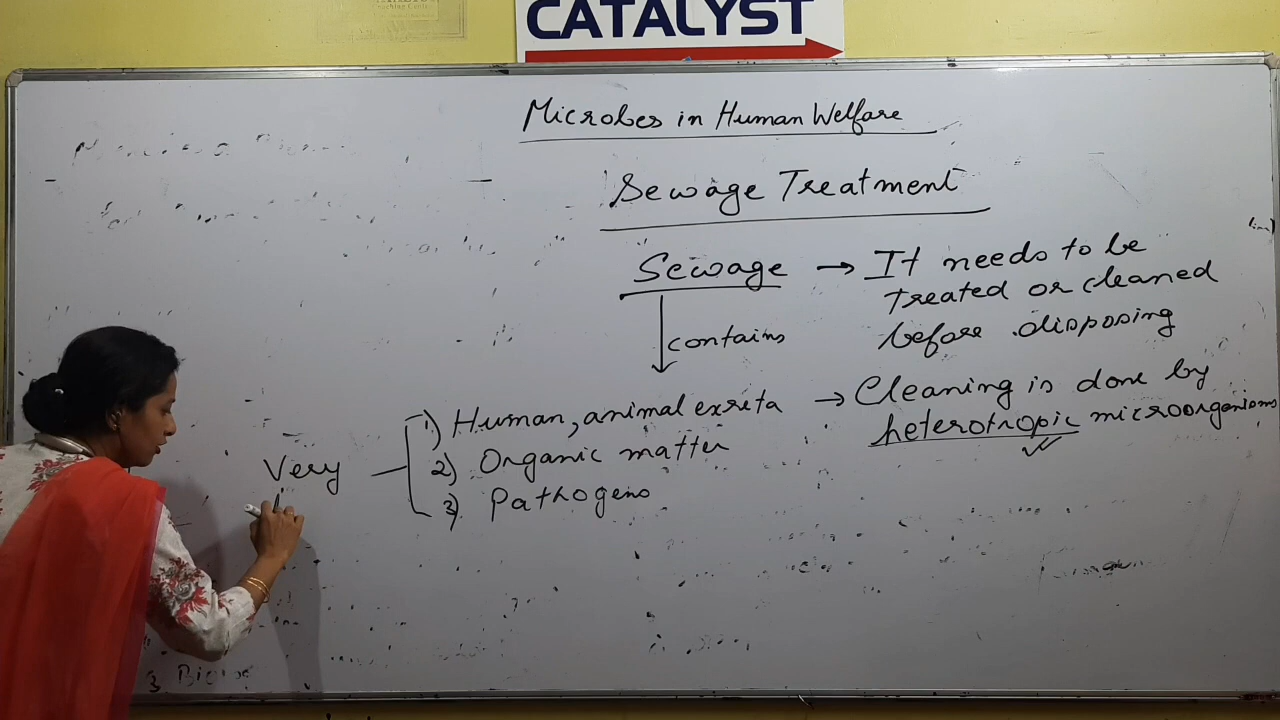 CATALYST
Microbes in Human Welfare
Sewage Treatment
Sewage → It needs to be
treated or cleaned
before disposing
contains
1) Human, animal exreta
2) Organic matter
3) Pathogens
→ Cleaning is done by
heterotropic microorganisms
Very